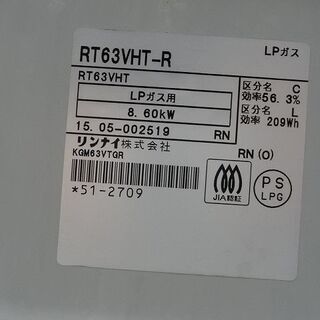 RT63VHT-R
LPガス
RT63VHT
LPガス用
8.60kW
区分名 C
効率56.3%
区分名 L
効率 209Wh
15.05-002519 RN
リンナイ株式会社
RN(O)
KGM63VTGR
*51-2709
JIA認証
PS
LPG